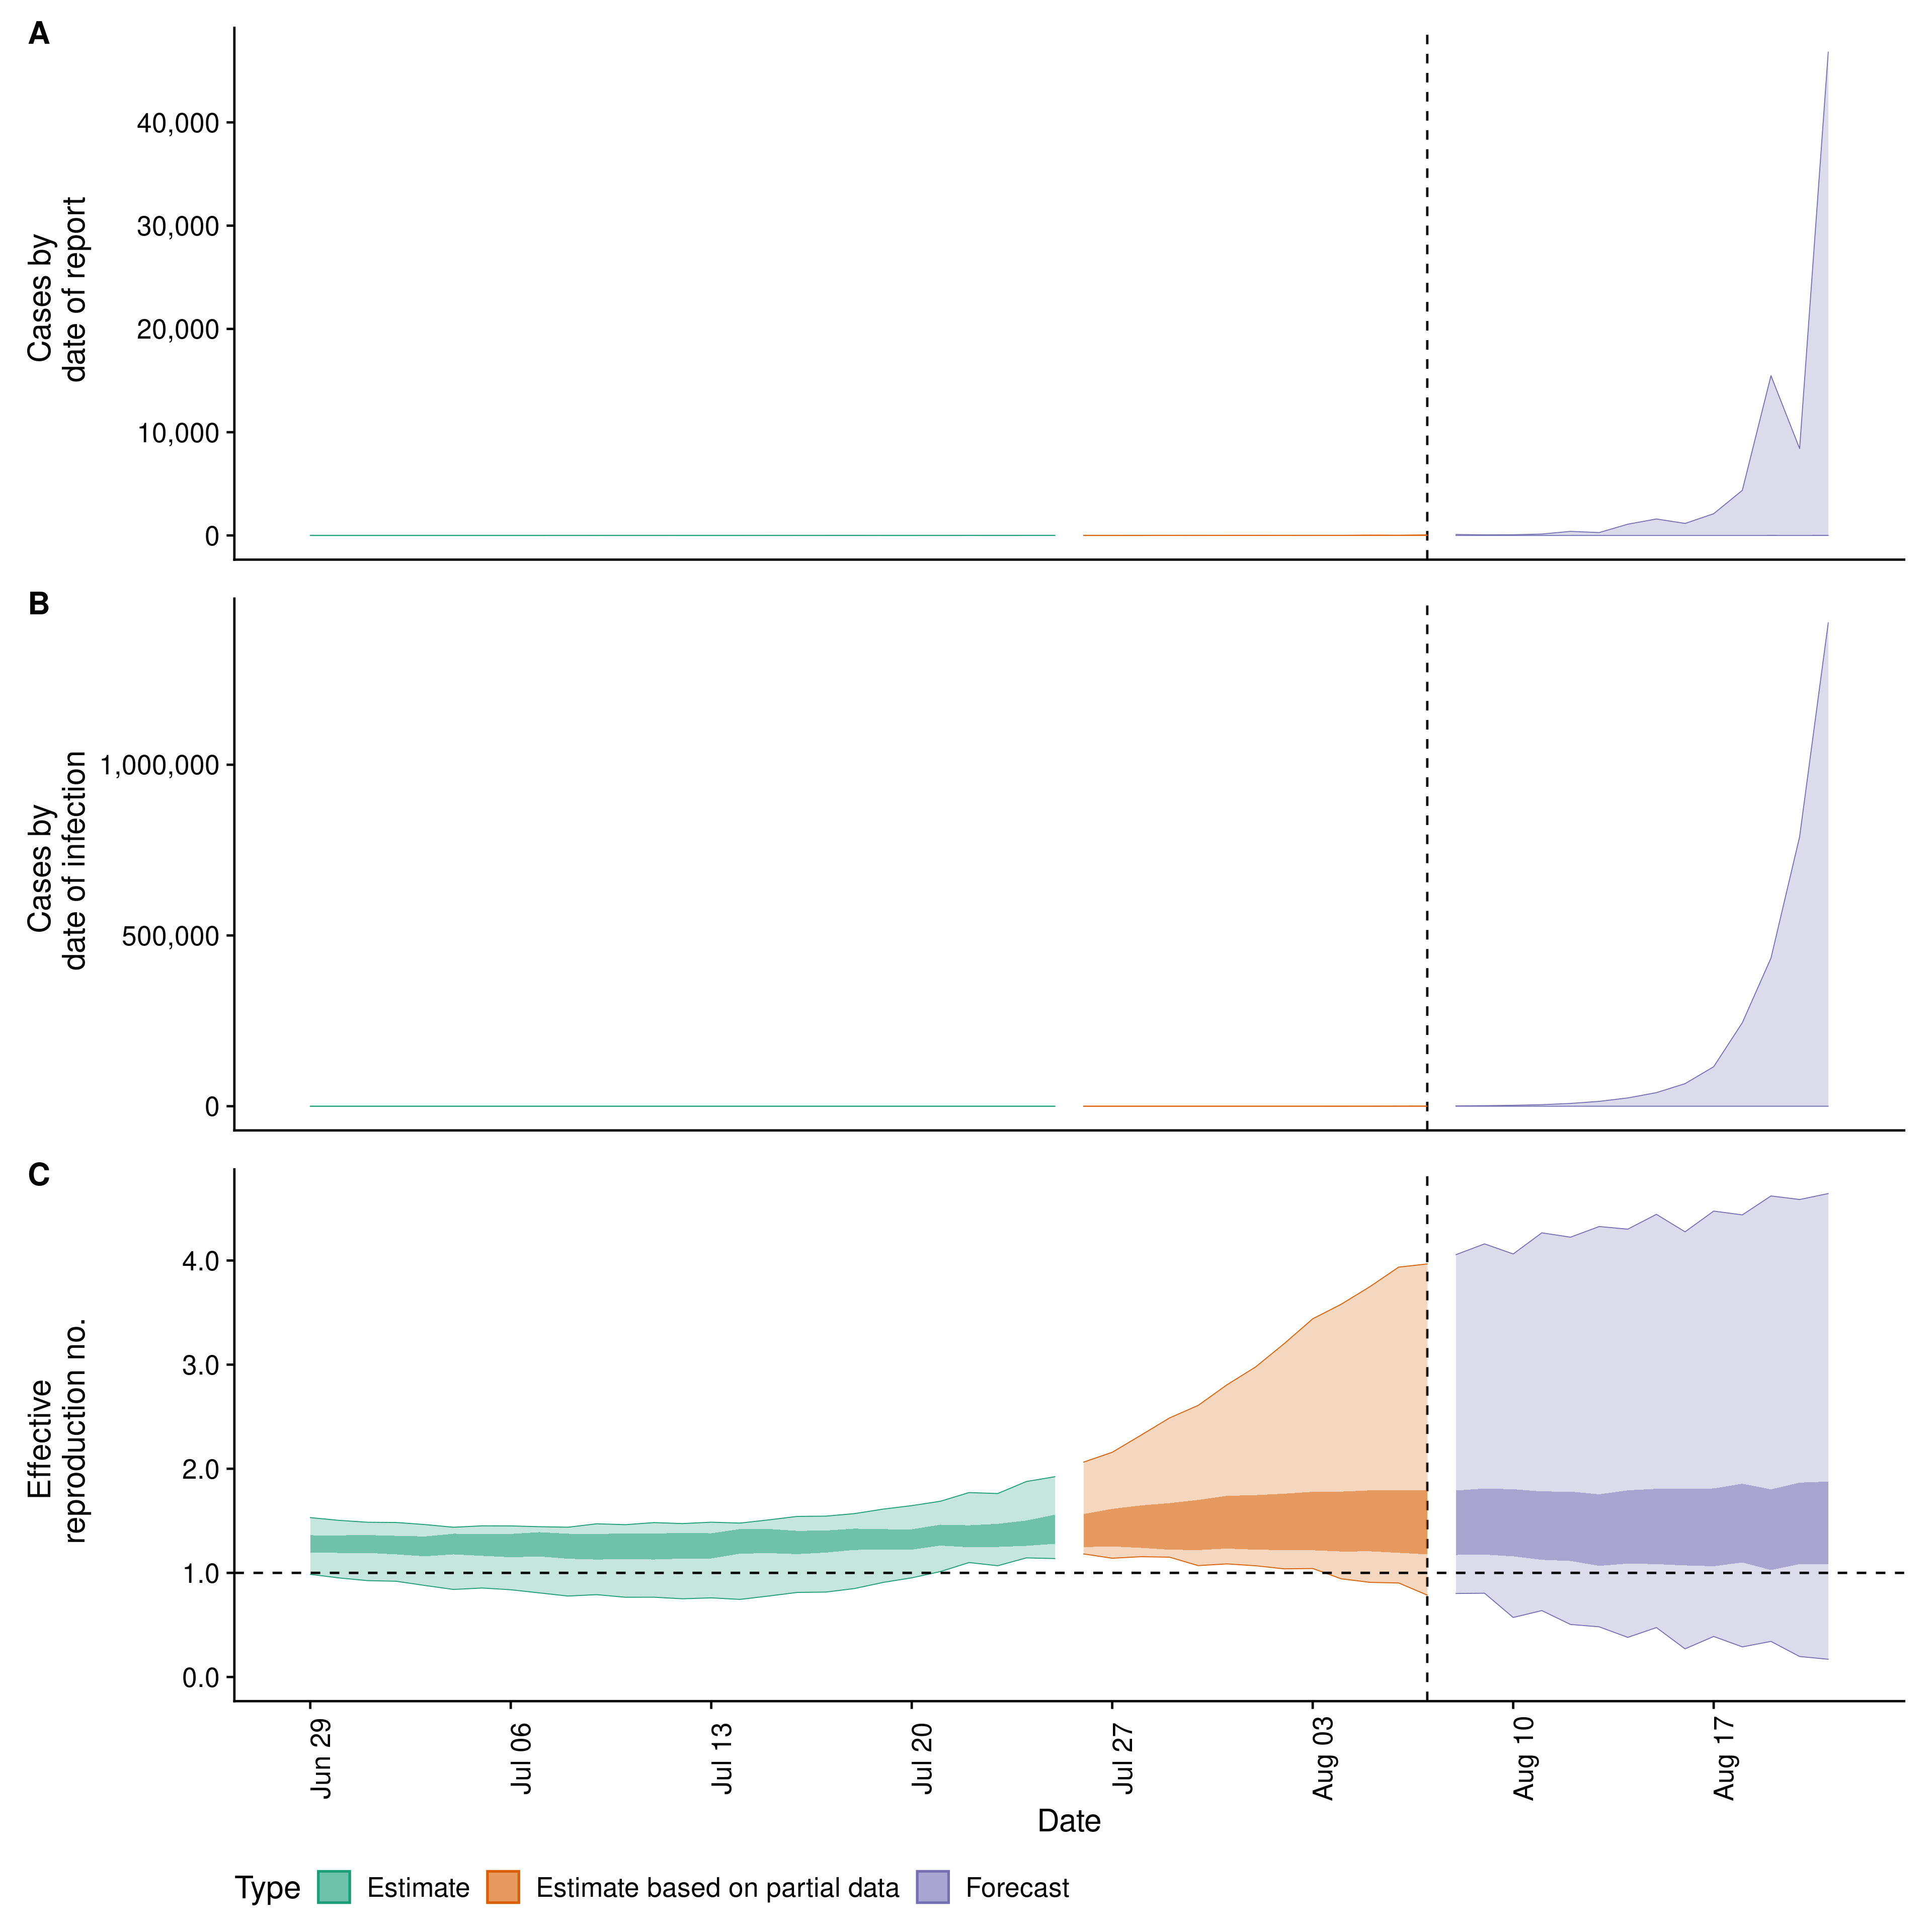 A
Cases by
date of report
40,000
30,000
20,000
10,000
0
B
Cases by
date of infection
1,000,000
500,000
0
C
Effective
reproduction no.
4.0
3.0
2.0
1.0
0.0
Jun 29
Jul 06
Jul 13
Jul 20
Jul 27
Aug 03
Aug 10
Aug 17
Date
Type Estimate Estimate based on partial data Forecast